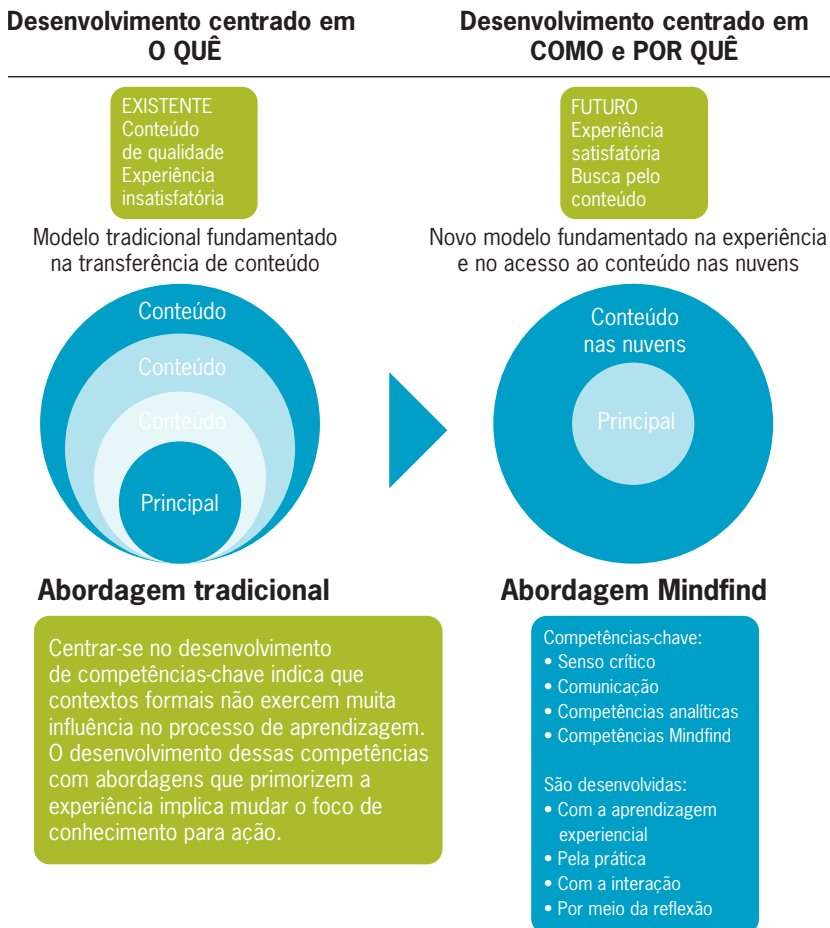 Desenvolvimento centrado em
O QUÊ
EXISTENTE
Conteúdo
de qualidade
Experiência
insatisfatória
Modelo tradicional fundamentado
na transferência de conteúdo
Conteúdo
Conteúdo
Conteúdo
Principal
Abordagem tradicional
Centrar-se no desenvolvimento
de competências-chave indica que
contextos formais não exercem muita
influência no processo de aprendizagem.
O desenvolvimento dessas competências
com abordagens que primorizem a
experiência implica mudar o foco de
conhecimento para ação.
Desenvolvimento centrado em
COMO e POR QUÊ
FUTURO
Experiência
satisfatória
Busca pelo
conteúdo
Novo modelo fundamentado na experiência
e no acesso ao conteúdo nas nuvens
Conteúdo
nas nuvens
Principal
Abordagem Mindfind
Competências-chave:
• Senso crítico
• Comunicação
• Competências analíticas
• Competências Mindfind
São desenvolvidas:
• Com a aprendizagem
experiencial
• Pela prática
• Com a interação
• Por meio da reflexão